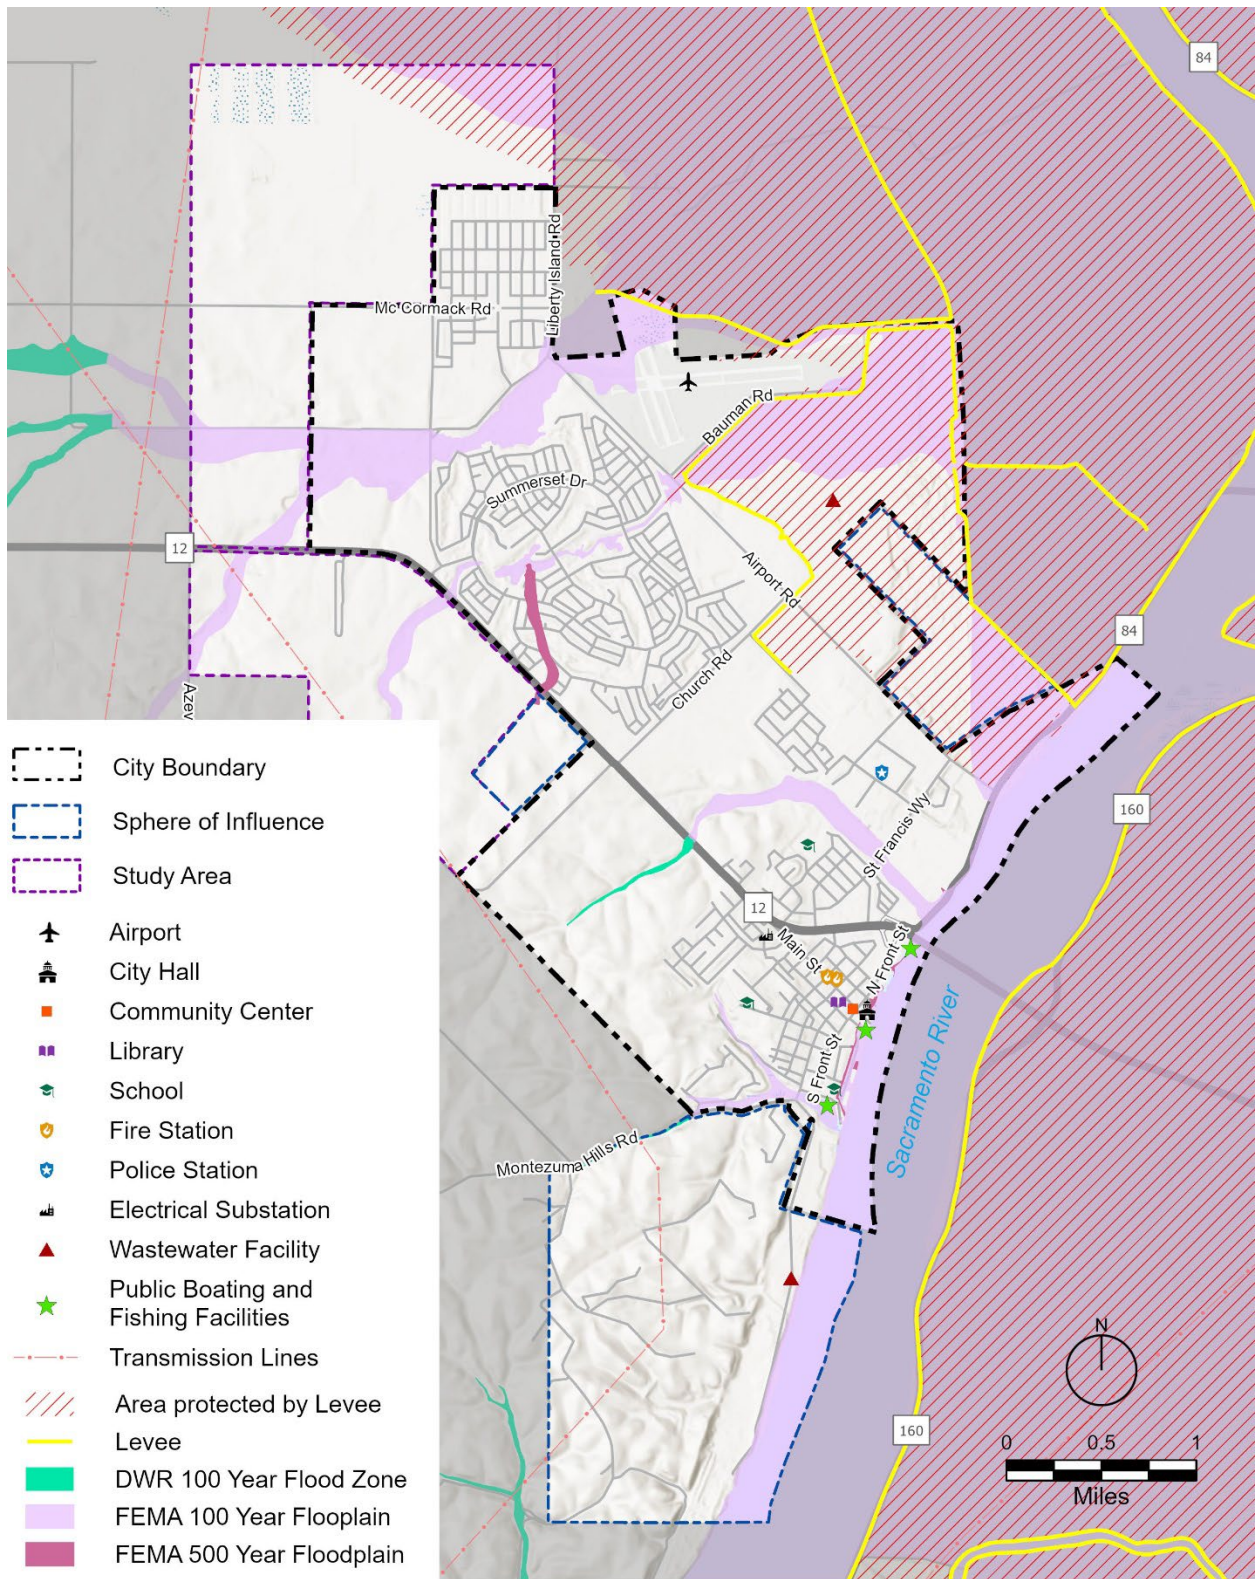 84
Liberty Island Rd
Mc Cormack Rd
Bauman Rd
Summerset Dr
12
Airport Rd
84
Church Rd
Azev
160
St Francis Wy
12
Main St
N Front St
Sacramento River
S Front St
Montezuma Hills Rd
160
City Boundary
Sphere of Influence
Study Area
Airport
City Hall
Community Center
Library
School
Fire Station
Police Station
Electrical Substation
Wastewater Facility
Public Boating and
Fishing Facilities
Transmission Lines
Area protected by Levee
Levee
DWR 100 Year Flood Zone
FEMA 100 Year Flooplain
FEMA 500 Year Floodplain
N
0 0.5 1
Miles